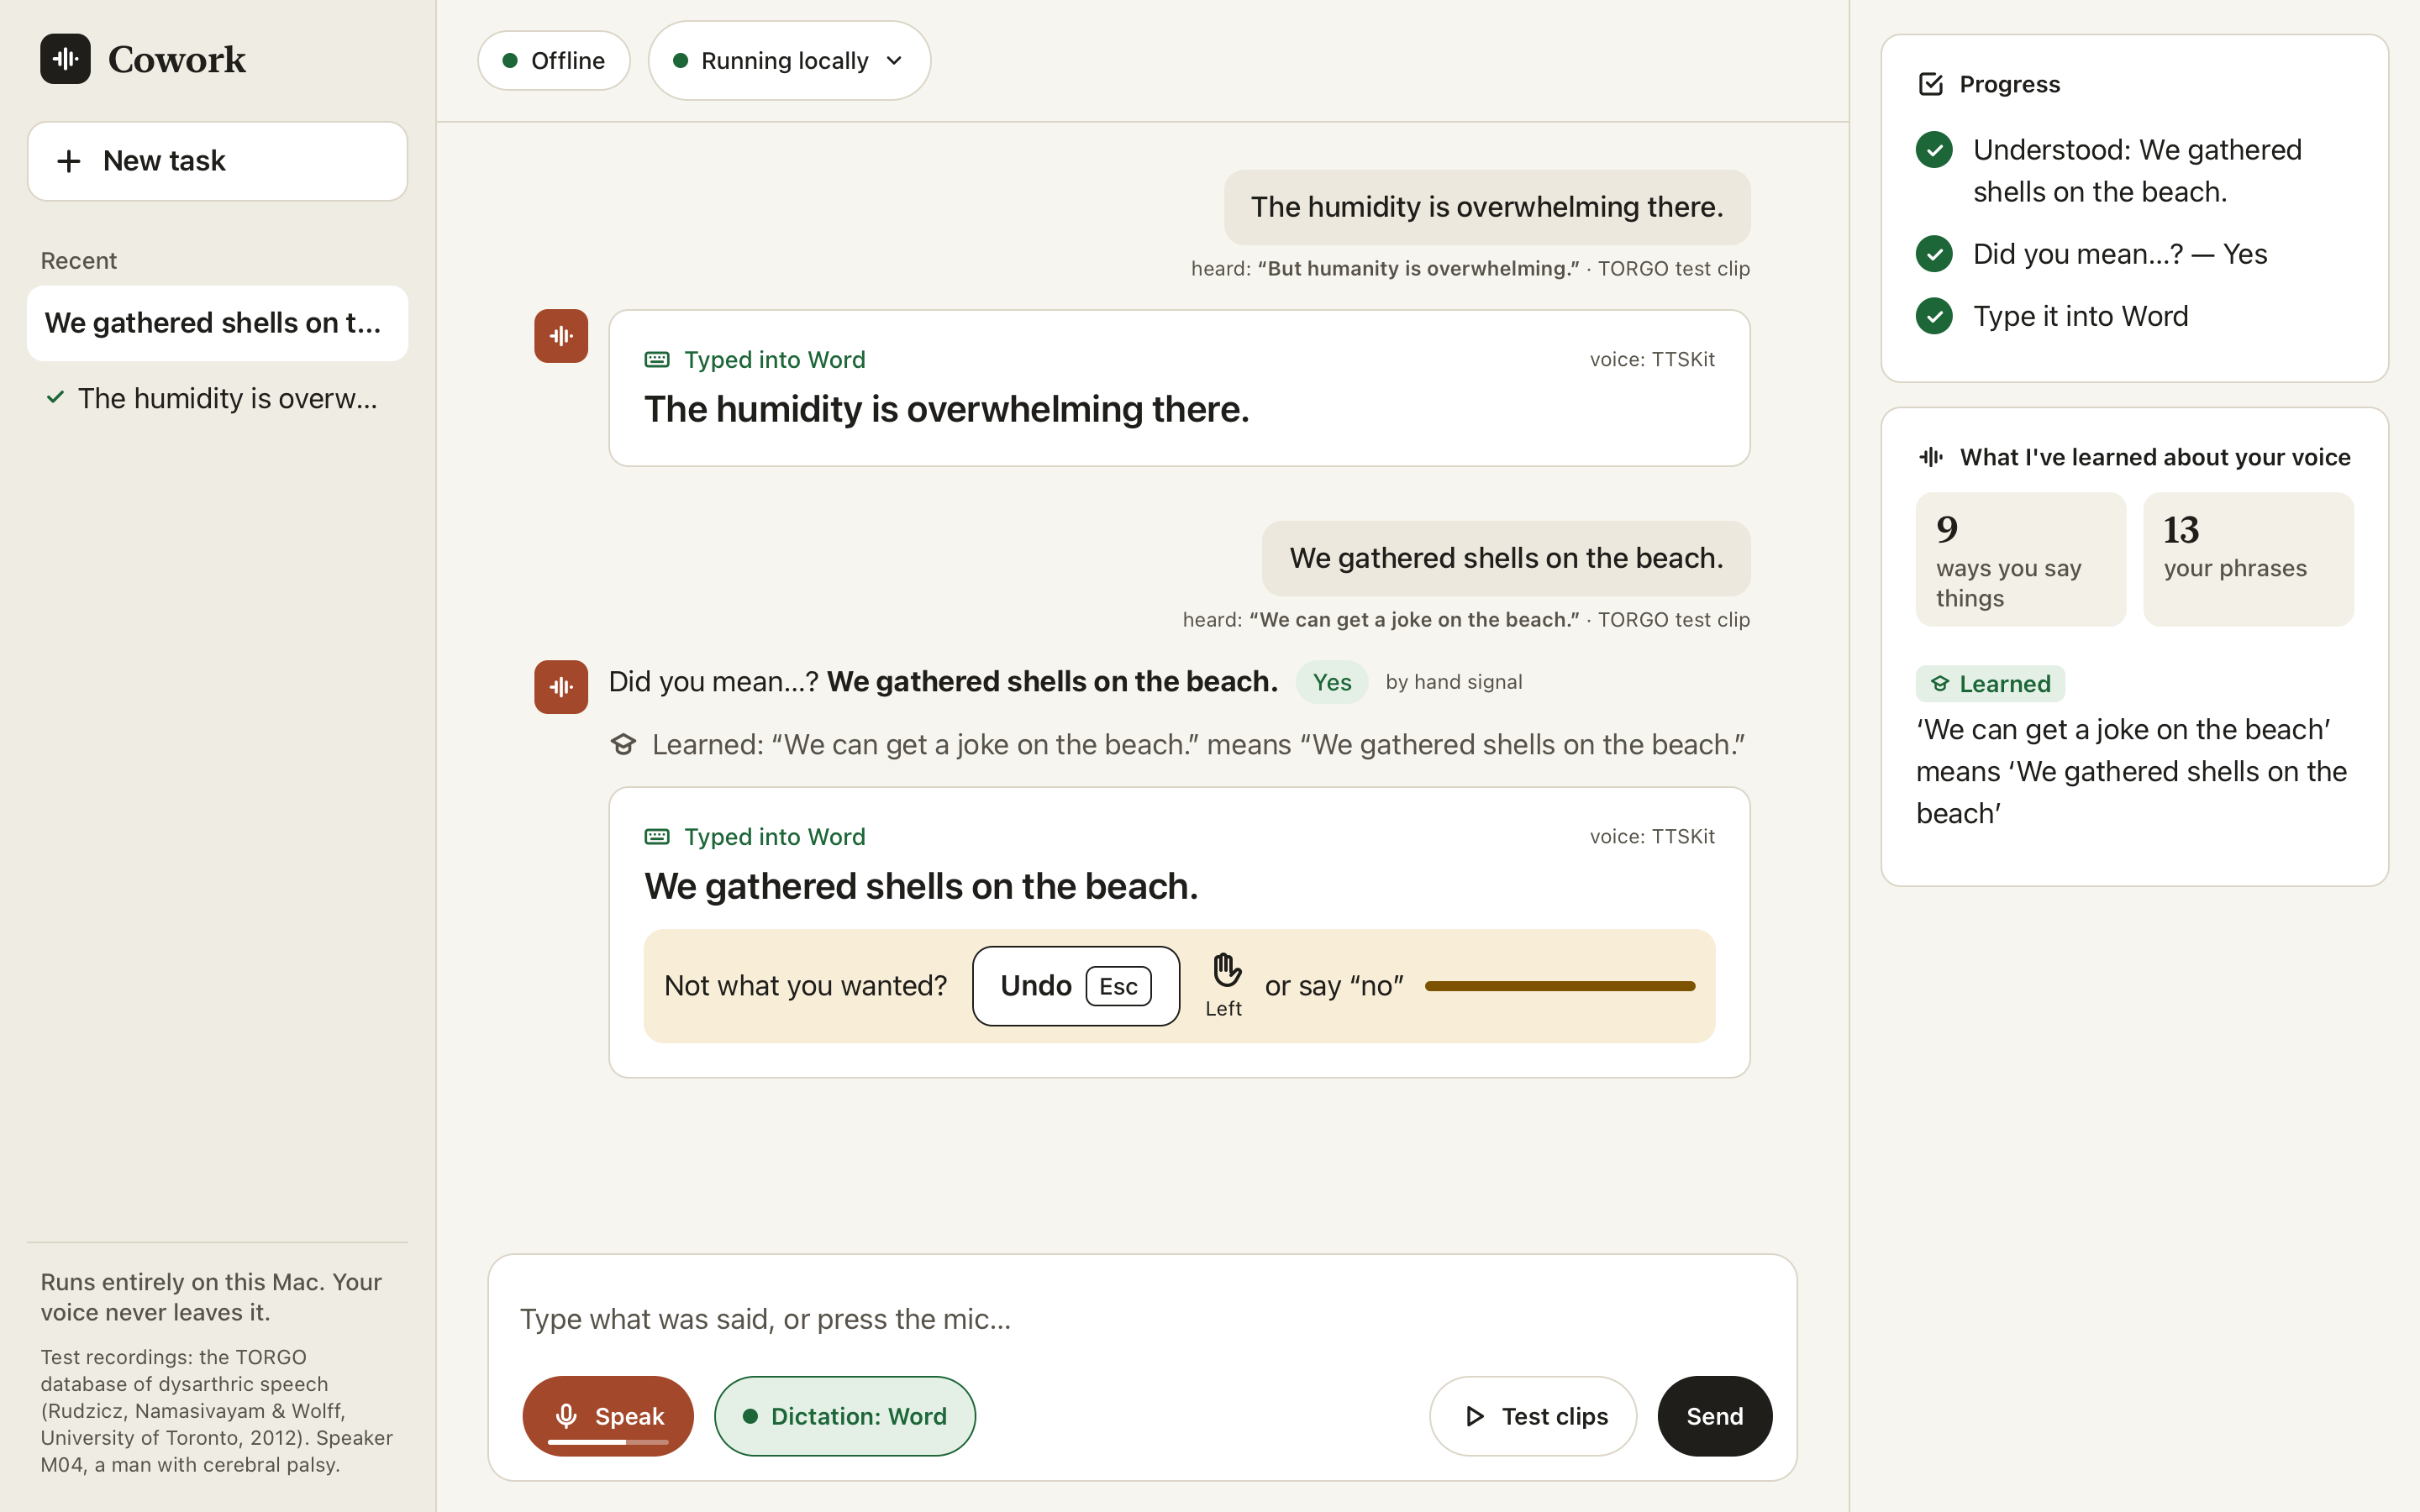 Cowork
New task
Recent
We gathered shells on t...
The humidity is overw...
Runs entirely on this Mac. Your
voice never leaves it.
Test recordings: the TORGO
database of dysarthric speech
(Rudzicz, Namasivayam & Wolff,
University of Toronto, 2012). Speaker
M04, a man with cerebral palsy.
Offline
Running locally
The humidity is overwhelming there.
heard: “But humanity is overwhelming.” · TORGO test clip
Typed into Word voice: TTSKit
The humidity is overwhelming there.
We gathered shells on the beach.
heard: “We can get a joke on the beach.” · TORGO test clip
Did you mean...? We gathered shells on the beach. Yes by hand signal
Learned: “We can get a joke on the beach.” means “We gathered shells on the beach.”
Typed into Word voice: TTSKit
We gathered shells on the beach.
Not what you wanted? Undo Esc Left or say “no”
Type what was said, or press the mic...
Speak
Dictation: Word
Test clips
Send
Progress
Understood: We gathered
shells on the beach.
Did you mean...? — Yes
Type it into Word
What I've learned about your voice
9
ways you say
things
13
your phrases
Learned
‘We can get a joke on the beach’
means ‘We gathered shells on the
beach’